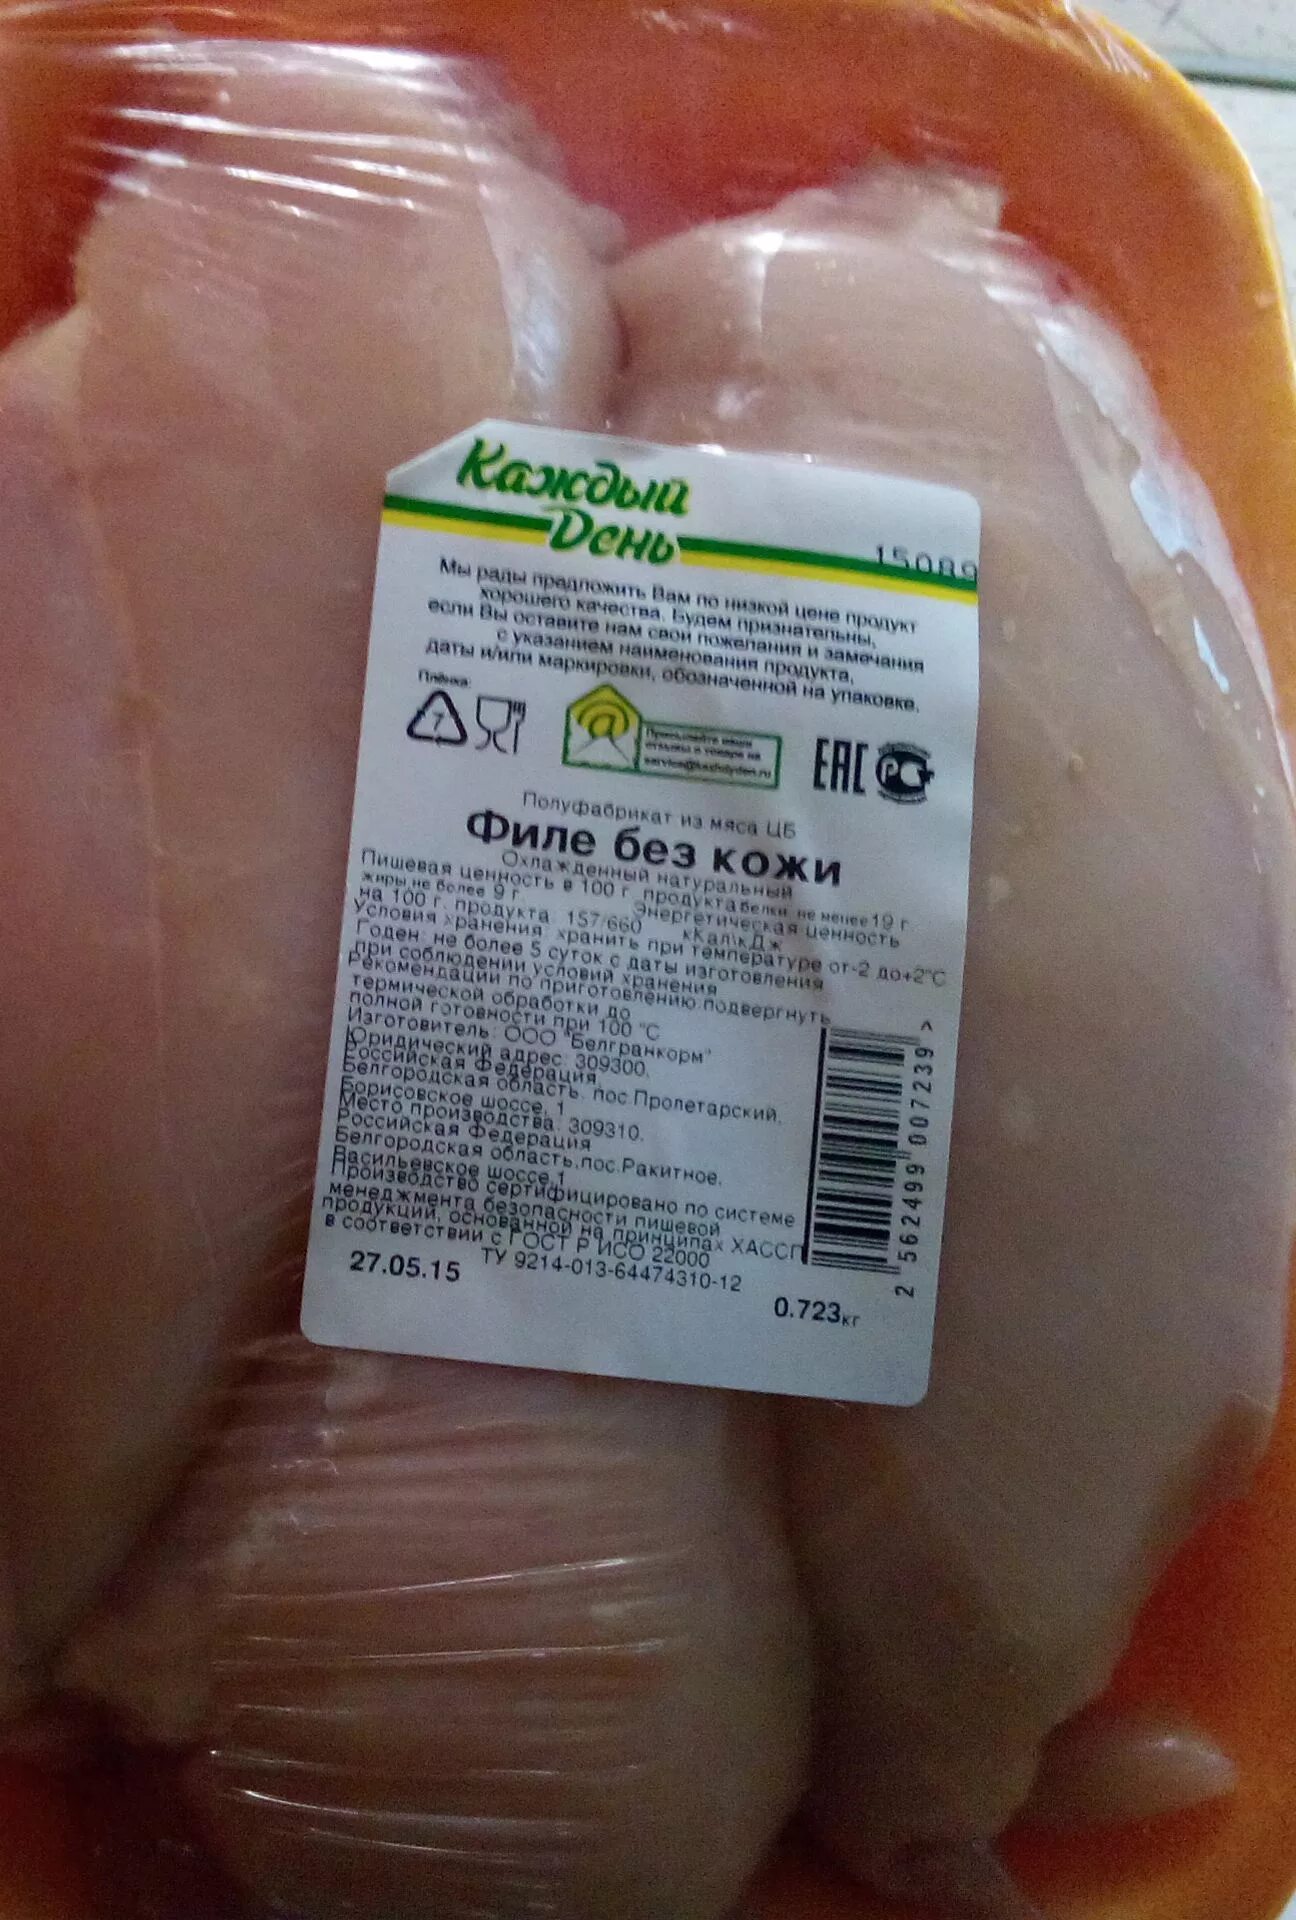 Каждый
День
15089
Мы рады предложить Вам по низкой цене продукт
хорошего качества. Будем признательны,
если Вы оставите нам свои пожелания и замечания
с указанием наименования продукта,
даты и/или маркировки, обозначенной на упаковке.
Плёнка:
7
@
EAC
РС
Полуфабрикат из мяса ЦБ
Филе без кожи
Охлажденный натуральный
Пищевая ценность в 100 г. продукта белки не менее 19 г.
жиры не более 9 г. Энергетическая ценность
на 100 г. продукта 157/660 кКал\кДж
Условия хранения: хранить при температуре от -2 до +2°С
Годен: не более 5 суток с даты изготовления
при соблюдении условий хранения
Рекомендации по приготовлению: подвергнуть
термической обработки до
полной готовности при 100 °С
Изготовитель: ООО "Белгранкорм"
Юридический адрес: 309300,
Российская Федерация,
Белгородская область. пос.Пролетарский,
Борисовское шоссе, 1
Место производства: 309310.
Российская Федерация
Белгородская область,пос.Ракитное.
Васильевское шоссе,1
Производство сертифицировано по системе
менеджмента безопасности пищевой
продукции, основанной на принципах ХАССП
в соответствии с ГОСТ Р ИСО 22000
ТУ 9214-013-64474310-12
27.05.15
0.723кг
2 562499 007239 >